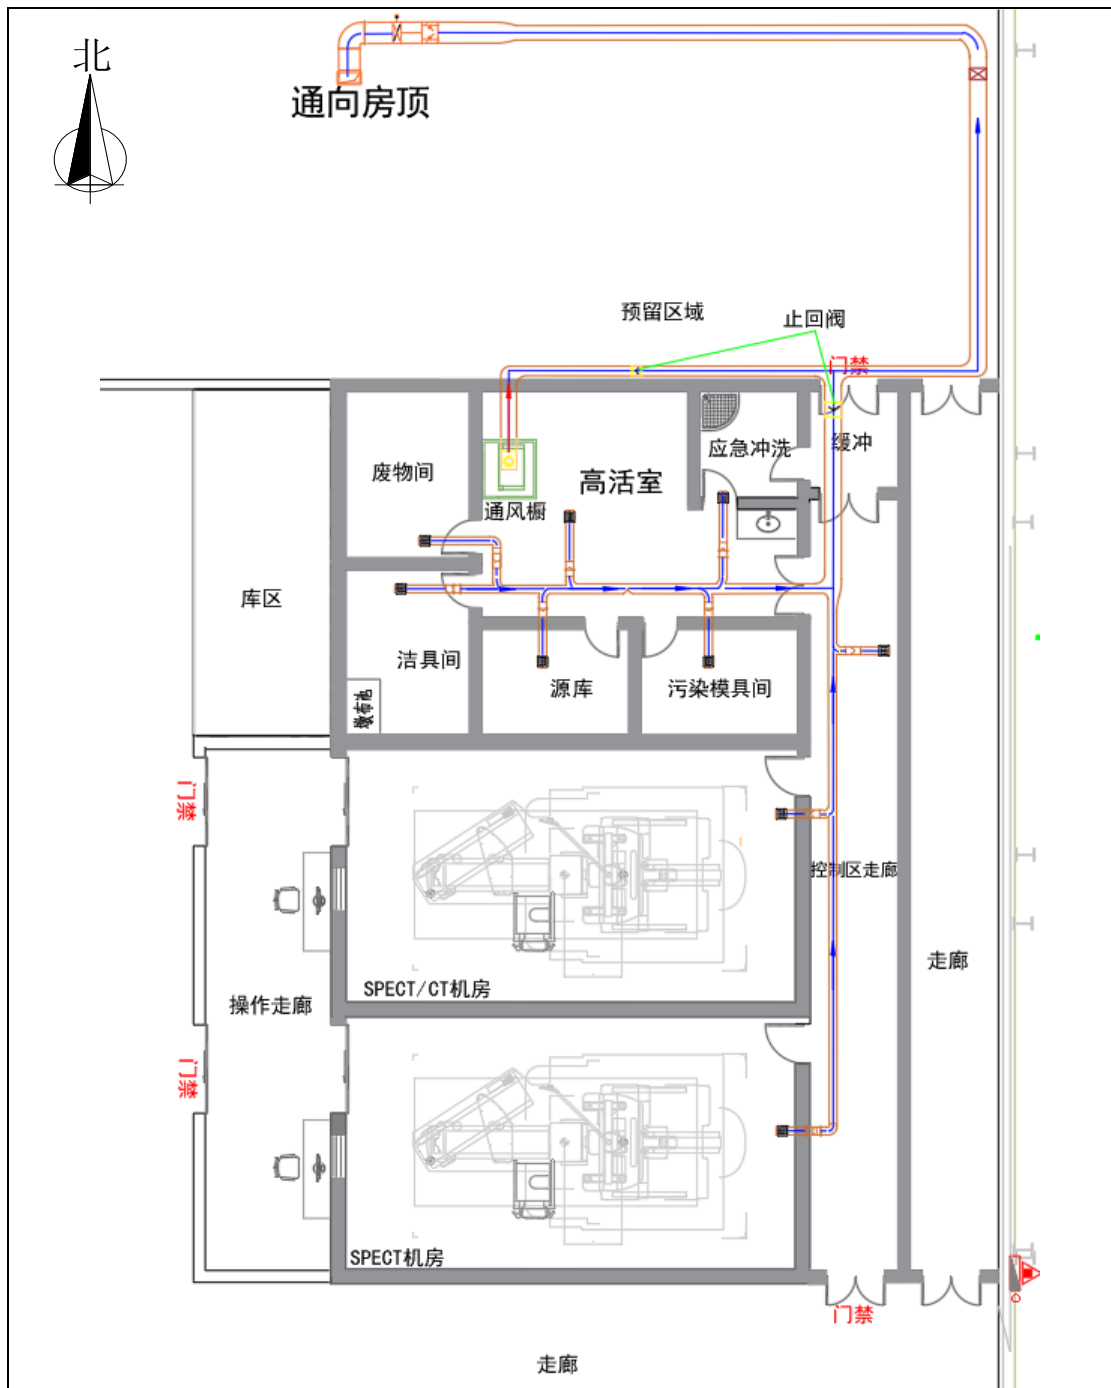 北
通向房顶
预留区域
止回阀
门禁
缓冲
应急冲洗
废物间
高活室
通风橱
库区
洁具间
源库
污染模具间
墩布池
门禁
控制区走廊
走廊
SPECT/CT机房
操作走廊
门禁
SPECT机房
门禁
走廊